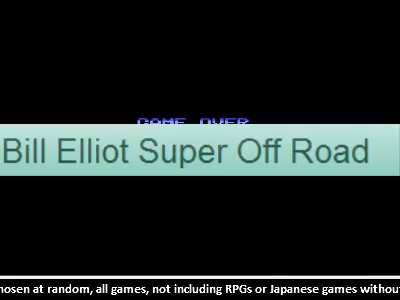 GAME OVER
Bill Elliot Super Off Road
hosen at random, all games, not including RPGs or Japanese games without